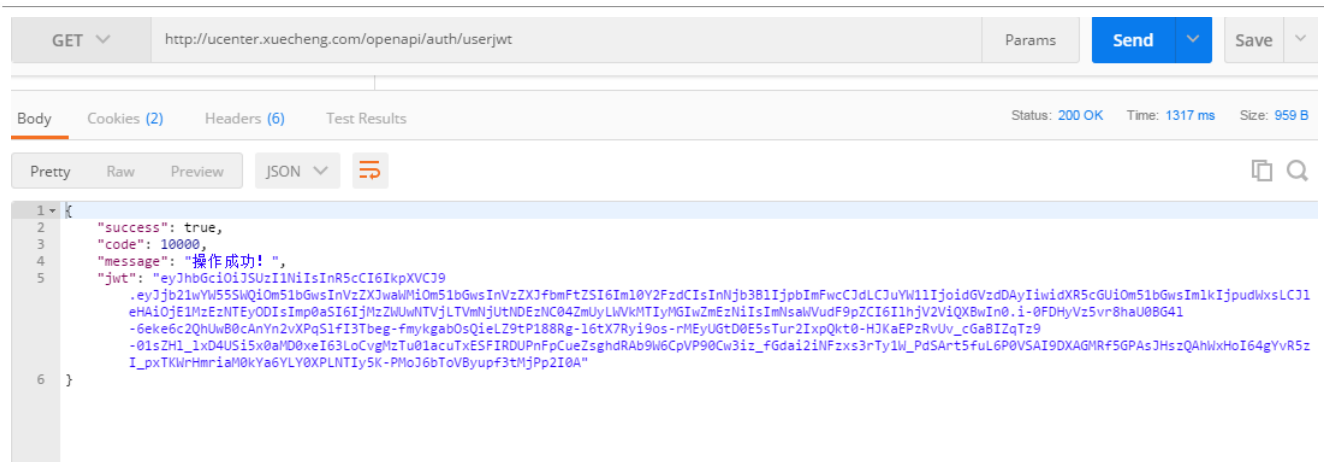 GET http://ucenter.xuecheng.com/openapi/auth/userjwt Params Send Save
Body Cookies (2) Headers (6) Test Results Status: 200 OK Time: 1317 ms Size: 959 B
Pretty Raw Preview JSON
1 {
2 "success": true,
3 "code": 10000,
4 "message": "操作成功！",
5 "jwt": "eyJhbGciOiJSUzI1NiIsInR5cCI6IkpXVCJ9
.eyJjb21wYW55SWQiOm51bGwsInVzZXJwaWMiOm51bGwsInVzZXJfbmFtZSI6Iml0Y2FzdCIsInNjb3BlIjpbImFwcCJdLCJuYW1lIjoidGVzdDAyIiwidXR5cGUiOm51bGwsImlkIjpudWxsLCJl
eHAiOjE1MzEzNTEyODIsImp0aSI6IjMzZWUwNTVjLTVmNjUtNDEzNC04ZmUyLWVkMTIyMGIwZmEzNiIsImNsaWVudF9pZCI6IlhjV2ViQXBwIn0.i-0FDHyVz5vr8haU0BG4l
-6eke6c2QhUwB0cAnYn2vXPqSlfI3Tbeg-fmykgabOsQieLZ9tP188Rg-l6tX7Ryi9os-rMEyUGtD0E5sTur2IxpQkt0-HJKaEPzRvUv_cGaBIZqTz9
-01sZHl_lxD4USi5x0aMD0xeI63LoCvgMzTu01acuTxESFIRDUPnFpCueZsghdRAb9W6CpVP90Cw3iz_fGdai2iNFzxs3rTy1W_PdSArt5fuL6P0VSAI9DXAGMRf5GPAsJHszQAhWxHoI64gYvR5z
I_pxTKWrHmriaM0kYa6YLY0XPLNTIy5K-PMoJ6bToVByupf3tMjPp2I0A"
6 }